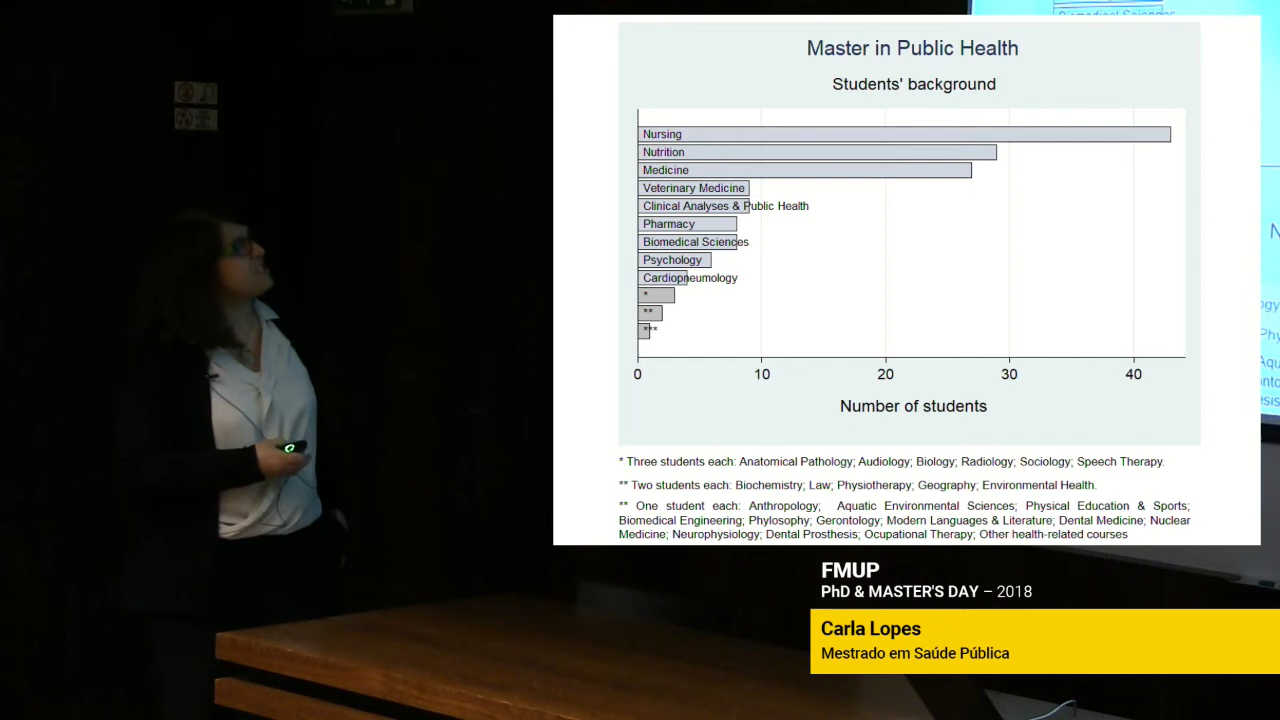 Master in Public Health
Students' background
Nursing
Nutrition
Medicine
Veterinary Medicine
Clinical Analyses & Public Health
Pharmacy
Biomedical Sciences
Psychology
Cardiopneumology
*
**
***
0 10 20 30 40
Number of students
* Three students each: Anatomical Pathology; Audiology; Biology; Radiology; Sociology; Speech Therapy.
** Two students each: Biochemistry; Law; Physiotherapy; Geography; Environmental Health.
** One student each: Anthropology; Aquatic Environmental Sciences; Physical Education & Sports;
Biomedical Engineering; Phylosophy; Gerontology; Modern Languages & Literature; Dental Medicine; Nuclear
Medicine; Neurophysiology; Dental Prosthesis; Ocupational Therapy; Other health-related courses
Biomedical Sciences
FMUP
PhD & MASTER'S DAY – 2018
Carla Lopes
Mestrado em Saúde Pública